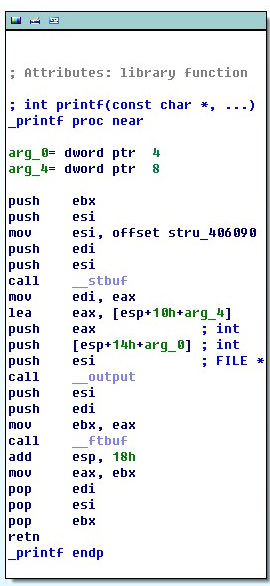 ; Attributes: library function
; int printf(const char *, ...)
_printf proc near
arg_0= dword ptr  4
arg_4= dword ptr  8
push    ebx
push    esi
mov     esi, offset stru_406090
push    edi
push    esi
call    __stbuf
mov     edi, eax
lea     eax, [esp+10h+arg_4]
push    eax             ; int
push    [esp+14h+arg_0] ; int
push    esi             ; FILE *
call    __output
push    esi
push    edi
mov     ebx, eax
call    __ftbuf
add     esp, 18h
mov     eax, ebx
pop     edi
pop     esi
pop     ebx
retn
_printf endp